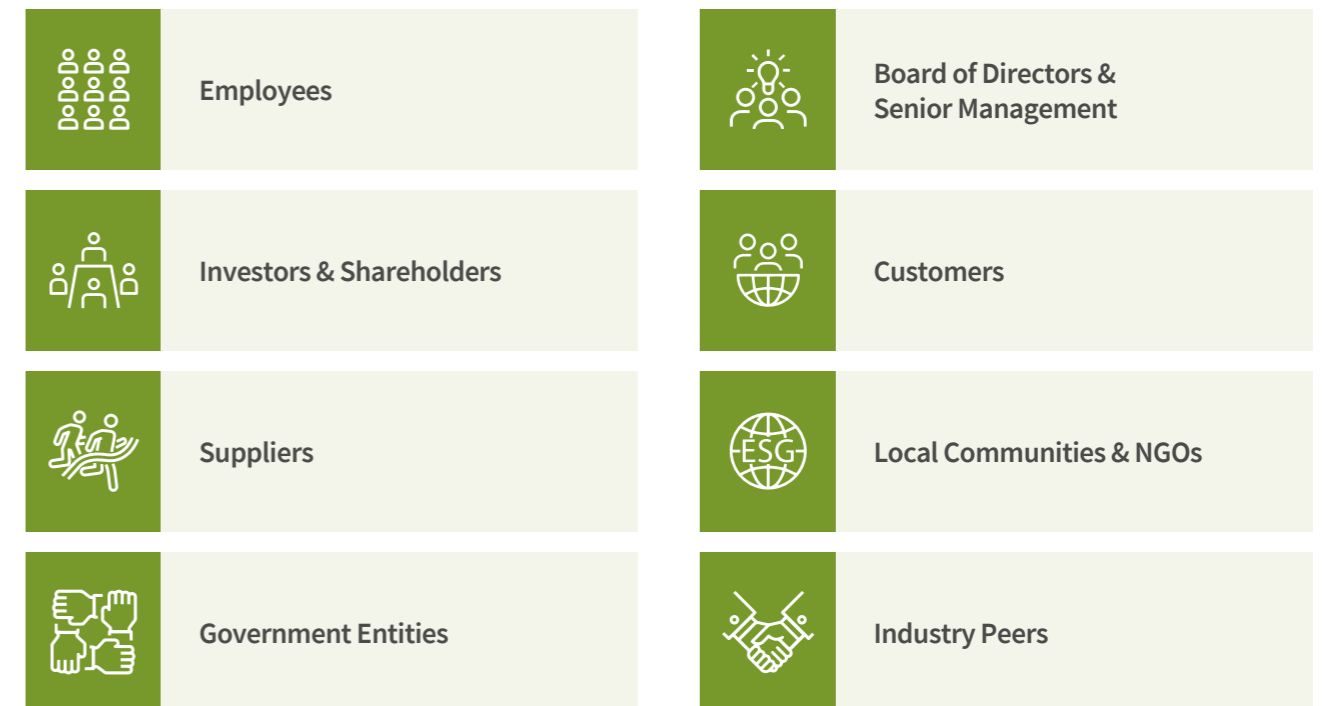 Employees
Board of Directors &
Senior Management
Investors & Shareholders
Customers
Suppliers
ESG
Local Communities & NGOs
Government Entities
Industry Peers